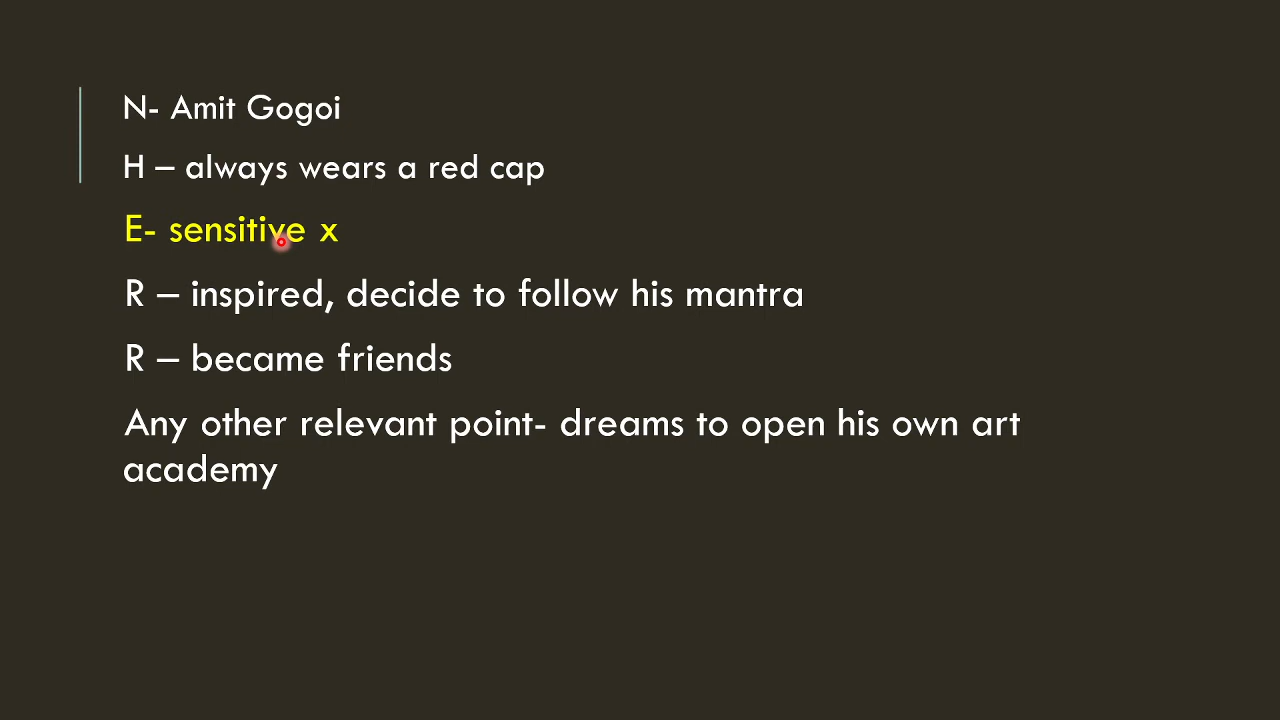 N- Amit Gogoi
H – always wears a red cap
E- sensitive x
R – inspired, decide to follow his mantra
R – became friends
Any other relevant point- dreams to open his own art
academy